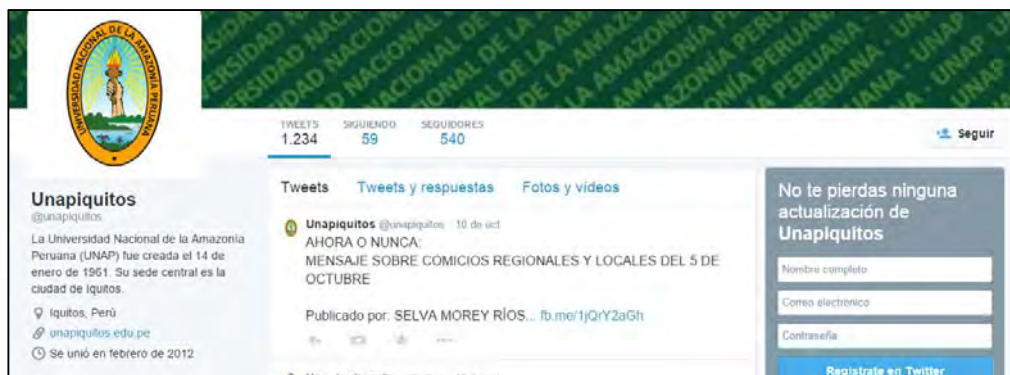 UNIVERSIDAD NACIONAL DE LA AMAZONÍA PERUANA
TWEETS SIGUIENDO SEGUIDORES
1.234 59 540
Seguir
Unapiquitos
@unapiquitos
La Universidad Nacional de la Amazonía
Peruana (UNAP) fue creada el 14 de
enero de 1961. Su sede central es la
ciudad de Iquitos.
Iquitos, Perú
unapiquitos.edu.pe
Se unió en febrero de 2012
Tweets Tweets y respuestas Fotos y vídeos
Unapiquitos @unapiquitos · 10 de oct
AHORA O NUNCA:
MENSAJE SOBRE COMICIOS REGIONALES Y LOCALES DEL 5 DE
OCTUBRE
Publicado por: SELVA MOREY RÍOS... fb.me/1jQrY2aGh
No te pierdas ninguna
actualización de
Unapiquitos
Nombre completo
Correo electrónico
Contraseña
Regístrate en Twitter